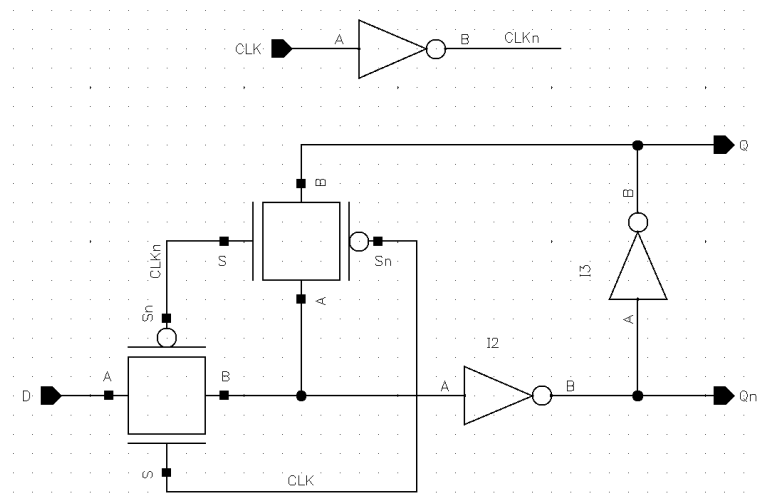 CLK A B CLKn
Q
B
B
CLKn S Sn
I3
A
Sn A
I2
D A B A B Qn
S CLK